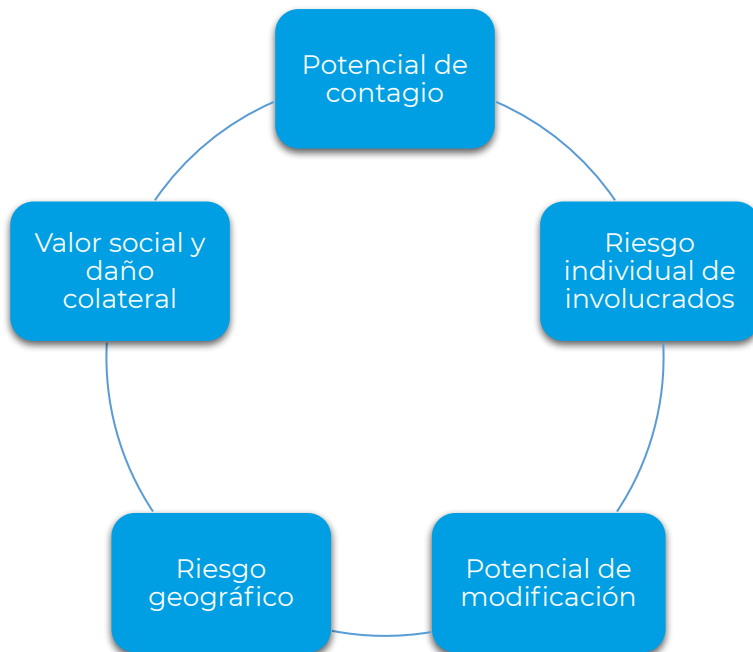 Potencial de
contagio
Riesgo
individual de
involucrados
Potencial de
modificación
Riesgo
geográfico
Valor social y
daño
colateral